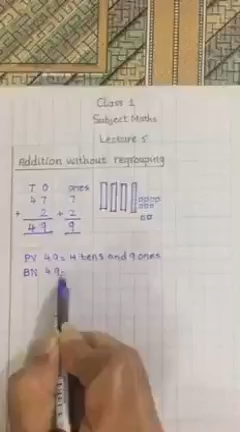 Class 1
Subject Maths
Lecture 5
Addition without regrouping
T O ones
4 7 7
+ 2 + 2
4 9 9
PV 49= 4 tens and 9 ones
BN 49=